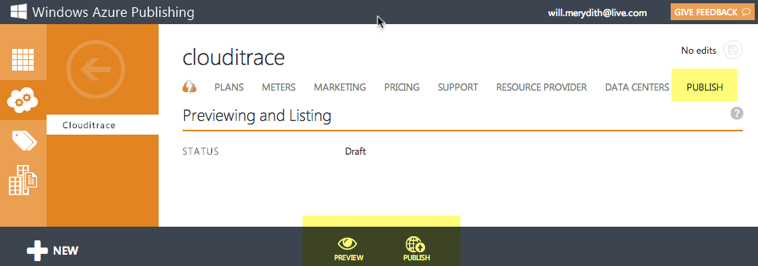 Windows Azure Publishing
will.merydith@live.com
GIVE FEEDBACK
clouditrace
No edits
PLANS METERS MARKETING PRICING SUPPORT RESOURCE PROVIDER DATA CENTERS PUBLISH
Clouditrace
Previewing and Listing
?
STATUS Draft
NEW
PREVIEW
PUBLISH